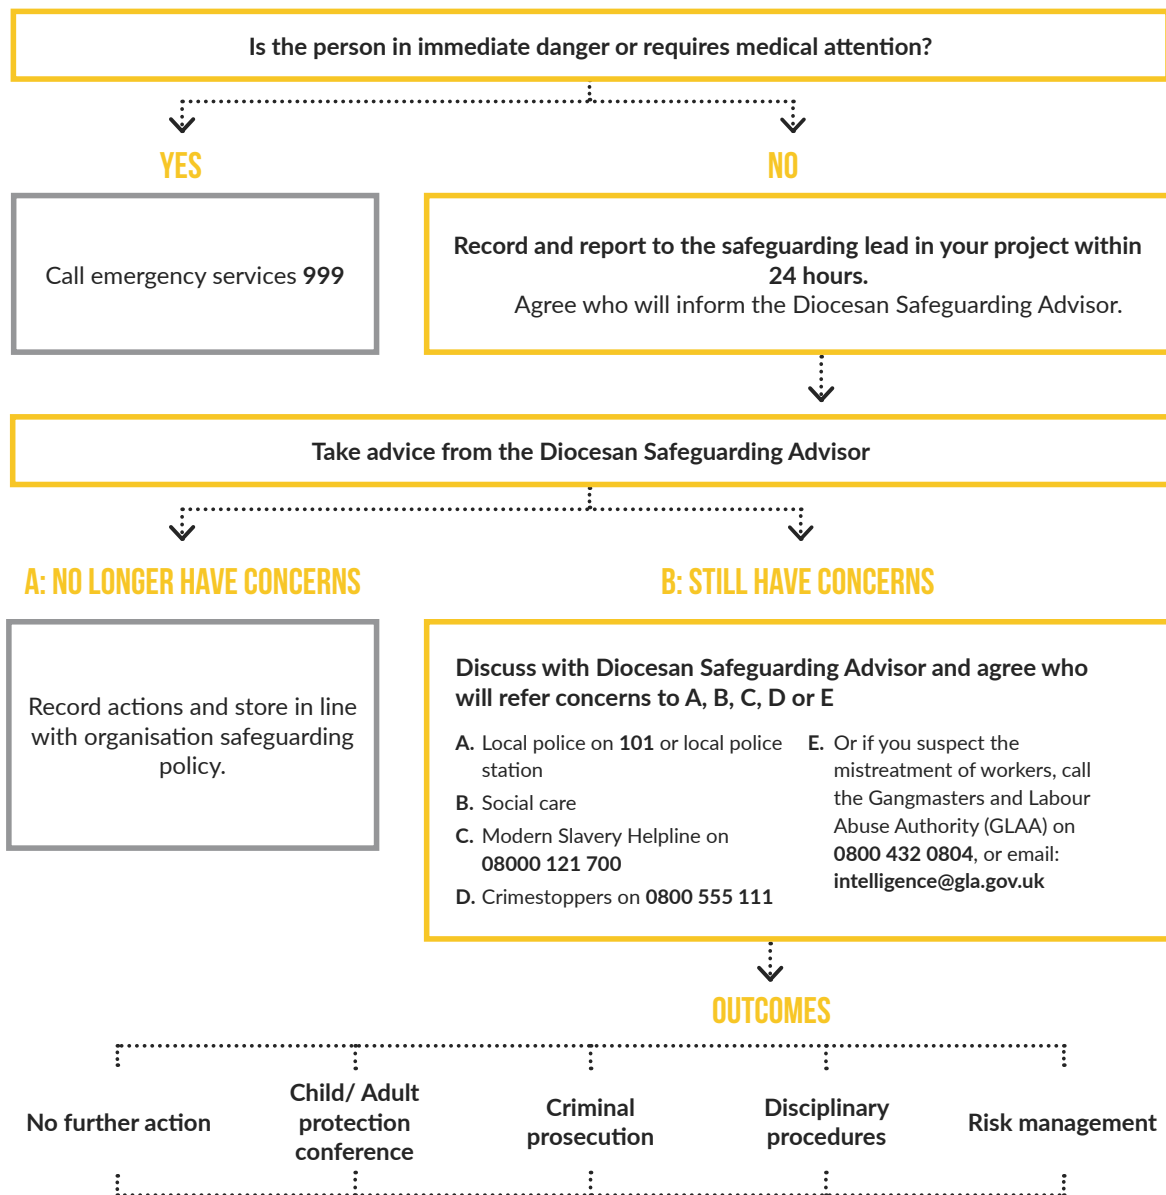 Is the person in immediate danger or requires medical attention?
YES
NO
Call emergency services 999
Record and report to the safeguarding lead in your project within
24 hours.
Agree who will inform the Diocesan Safeguarding Advisor.
Take advice from the Diocesan Safeguarding Advisor
A: NO LONGER HAVE CONCERNS
B: STILL HAVE CONCERNS
Record actions and store in line
with organisation safeguarding
policy.
Discuss with Diocesan Safeguarding Advisor and agree who
will refer concerns to A, B, C, D or E
A. Local police on 101 or local police
station
B. Social care
C. Modern Slavery Helpline on
08000 121 700
D. Crimestoppers on 0800 555 111
E. Or if you suspect the
mistreatment of workers, call
the Gangmasters and Labour
Abuse Authority (GLAA) on
0800 432 0804, or email:
intelligence@gla.gov.uk
OUTCOMES
No further action
Child/ Adult
protection
conference
Criminal
prosecution
Disciplinary
procedures
Risk management